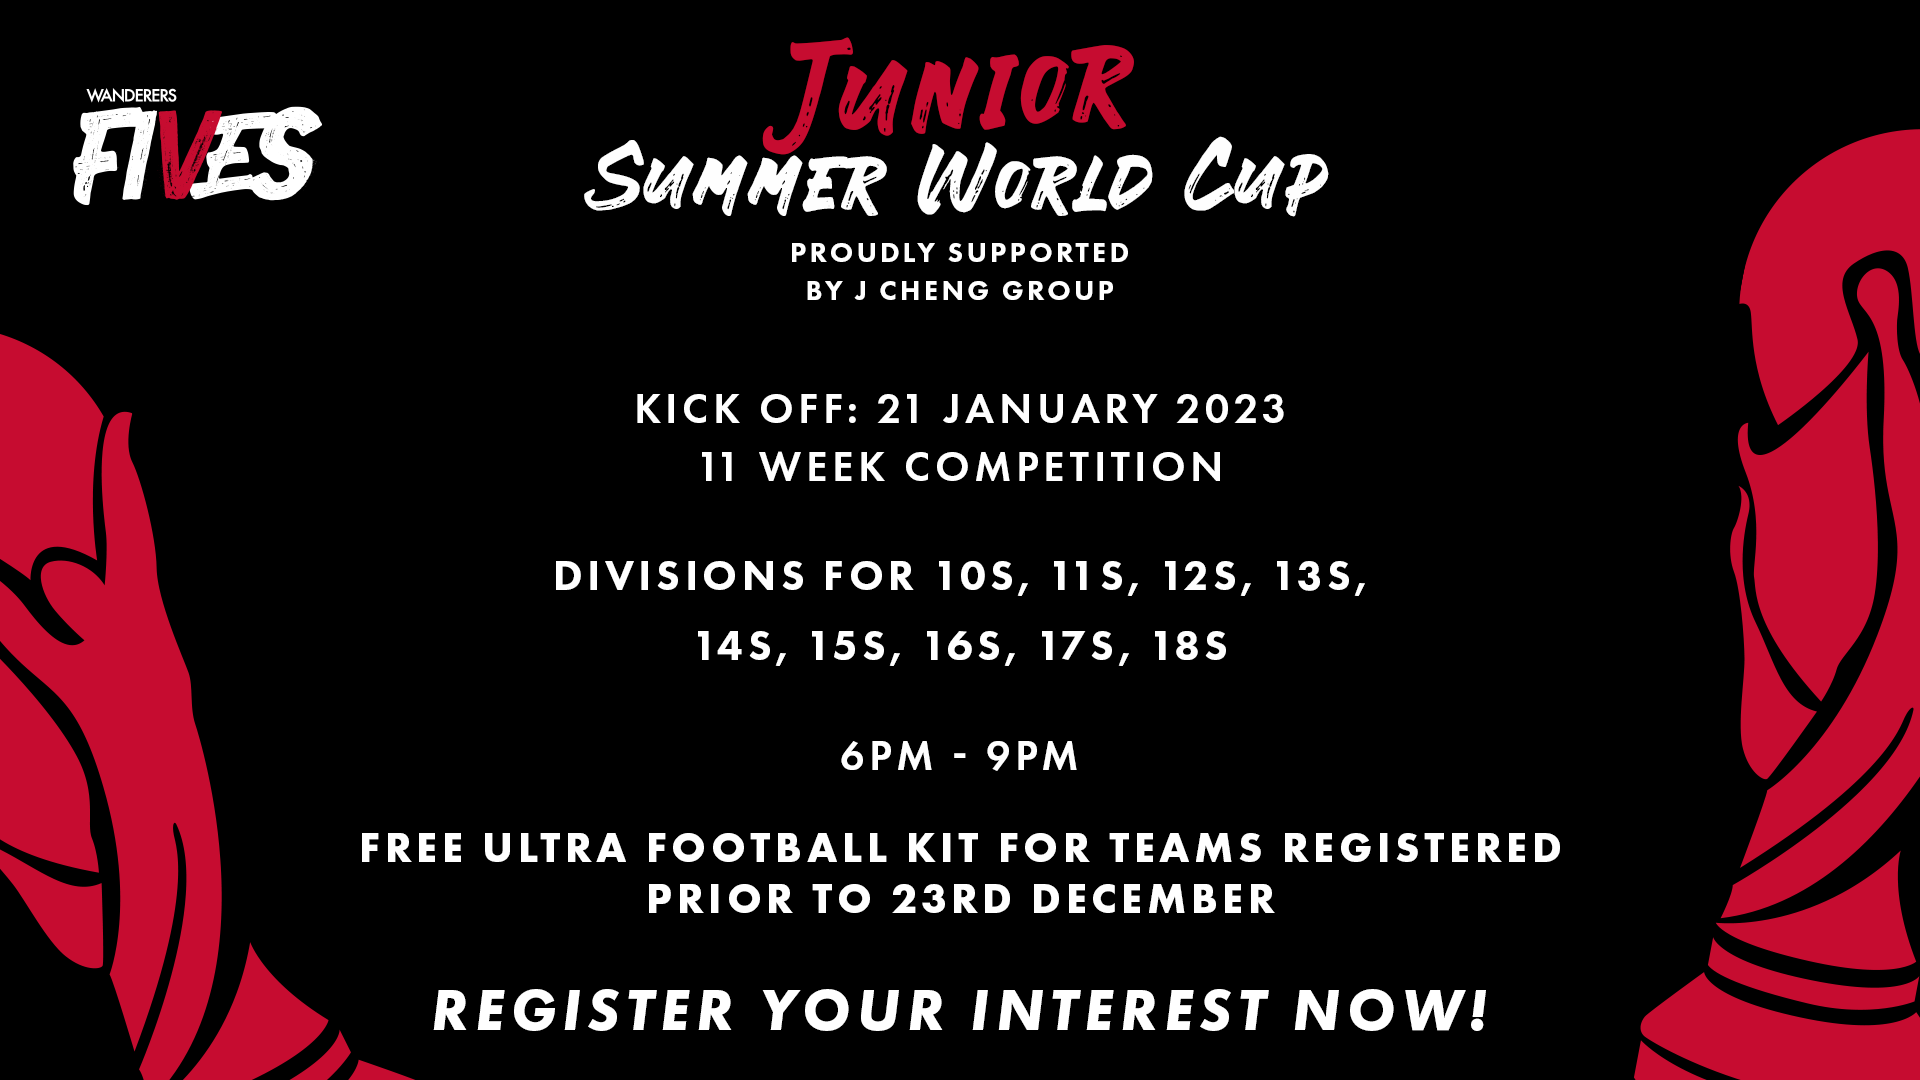 WANDERERS
FIVES
JUNIOR
SUMMER WORLD CUP
PROUDLY SUPPORTED
BY J CHENG GROUP
KICK OFF: 21 JANUARY 2023
11 WEEK COMPETITION
DIVISIONS FOR 10S, 11S, 12S, 13S,
14S, 15S, 16S, 17S, 18S
6PM - 9PM
FREE ULTRA FOOTBALL KIT FOR TEAMS REGISTERED
PRIOR TO 23RD DECEMBER
REGISTER YOUR INTEREST NOW!